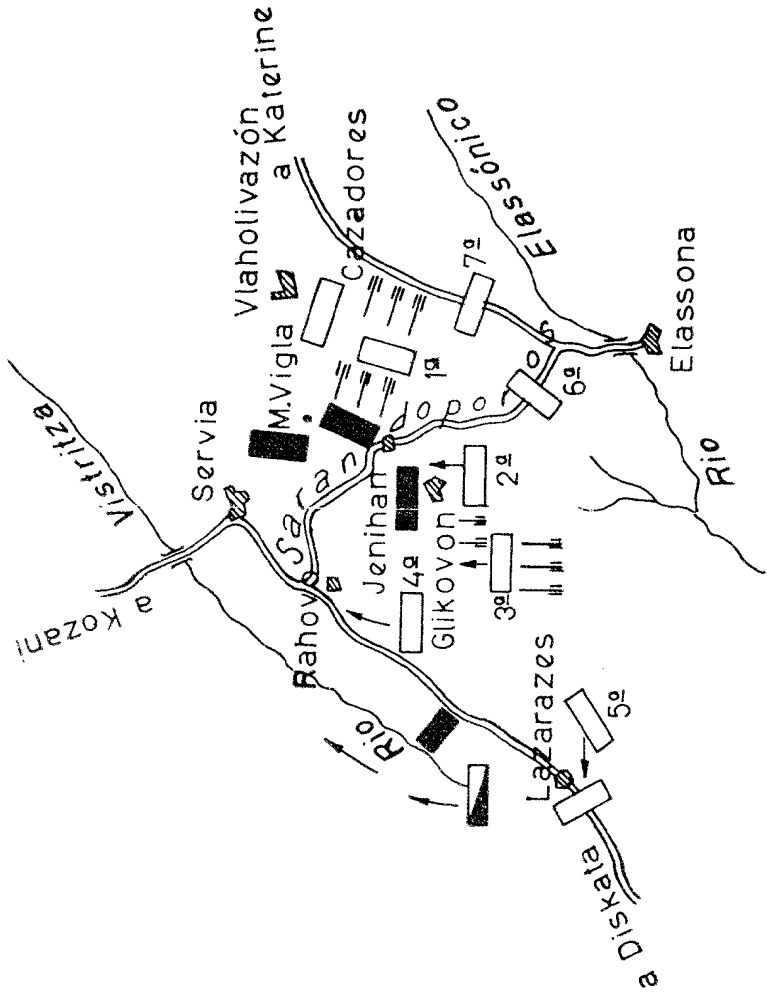 Vlaholivazón
a Katerine
Cazadores
Elassónico
Vistritza
Servia
M.Vigla
7ª
1ª
Sarandoporos
6ª
Elassona
a Kozani
Rahovo
Jenihan
4ª
Glikovon
2ª
3ª
Rio
Rio
Lazarazes
5ª
a Diskata